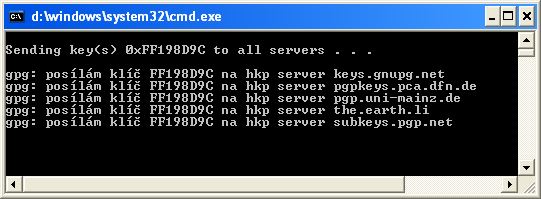 d:\windows\system32\cmd.exe
Sending key(s) 0xFF198D9C to all servers . . .
gpg: posílám klíč FF198D9C na hkp server keys.gnupg.net
gpg: posílám klíč FF198D9C na hkp server pgpkeys.pca.dfn.de
gpg: posílám klíč FF198D9C na hkp server pgp.uni-mainz.de
gpg: posílám klíč FF198D9C na hkp server the.earth.li
gpg: posílám klíč FF198D9C na hkp server subkeys.pgp.net